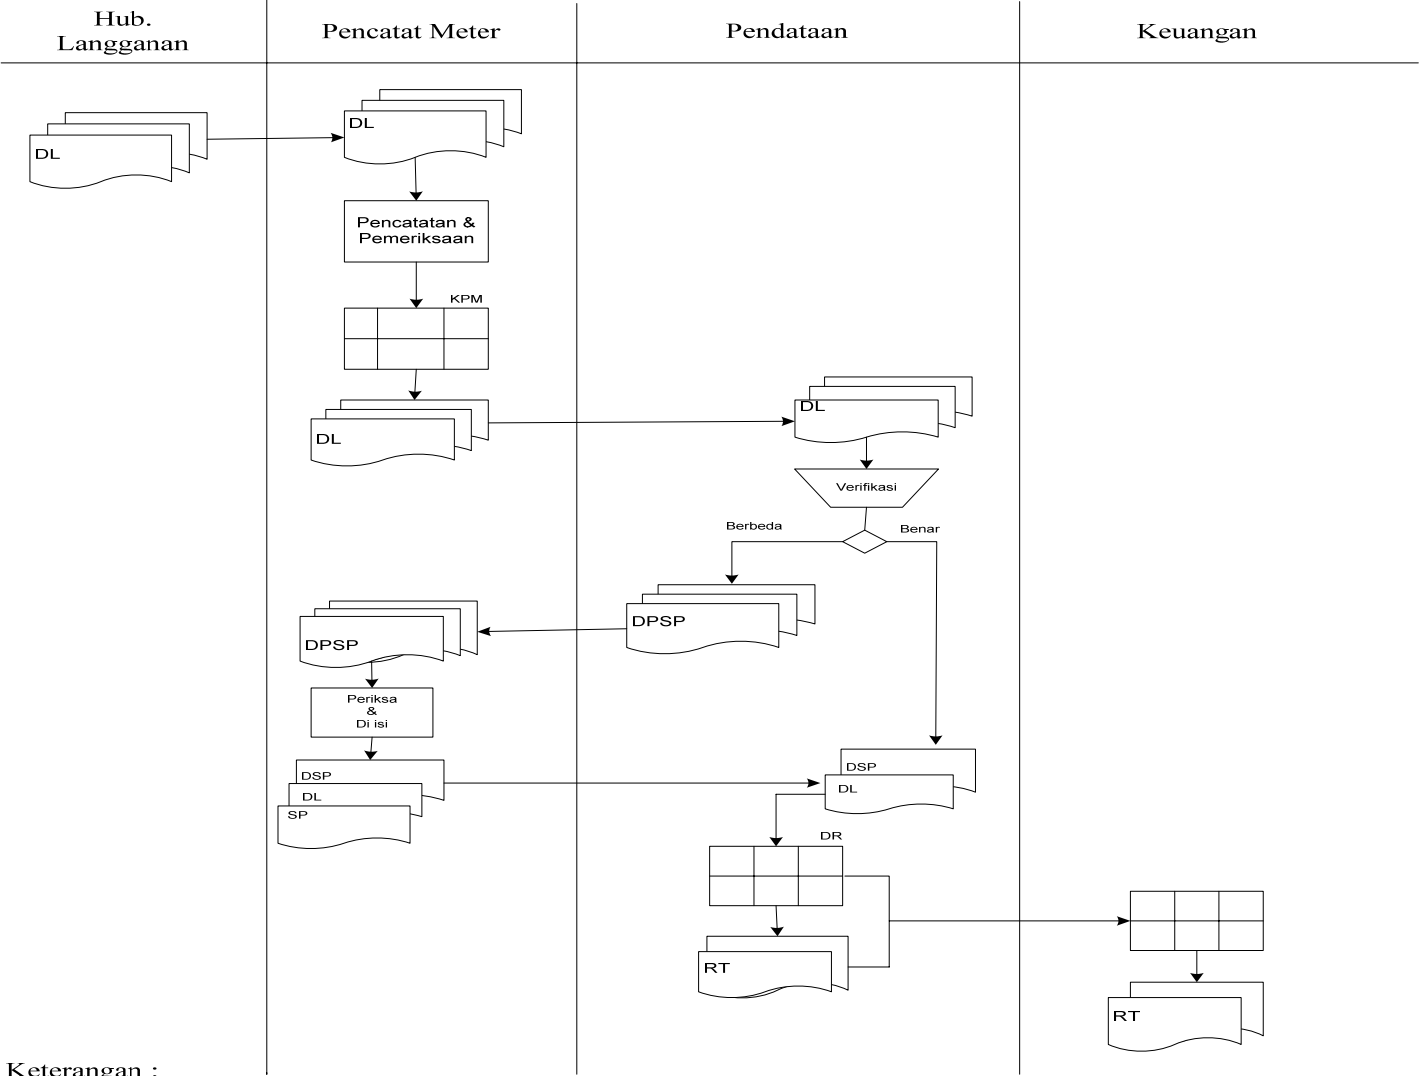 Hub.
Langganan
Pencatat Meter
Pendataan
Keuangan
DL
DL
Pencatatan &
Pemeriksaan
KPM
DL
DL
Verifikasi
Berbeda
Benar
DPSP
DPSP
Periksa
&
Di isi
DSP
DL
SP
DSP
DL
DR
RT
RT
Keterangan :